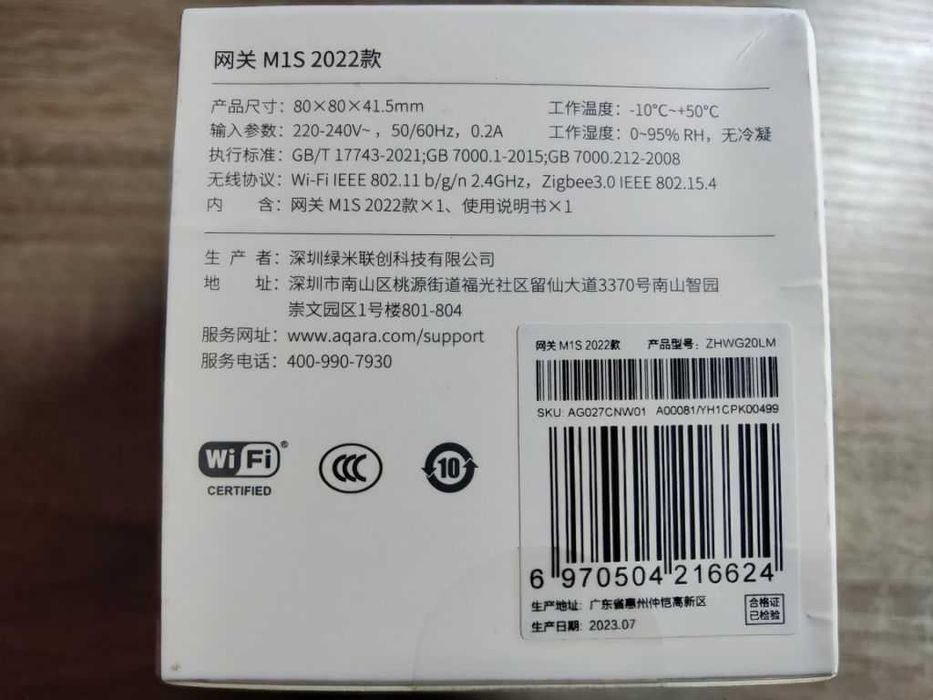 网关 M1S 2022款
产品尺寸：80×80×41.5mm
工作温度：-10°C~+50°C
输入参数：220-240V~，50/60Hz，0.2A
工作湿度：0~95% RH，无冷凝
执行标准：GB/T 17743-2021;GB 7000.1-2015;GB 7000.212-2008
无线协议：Wi-Fi IEEE 802.11 b/g/n 2.4GHz，Zigbee3.0 IEEE 802.15.4
内 含：网关 M1S 2022款×1、使用说明书×1
生 产 者：深圳绿米联创科技有限公司
地 址：深圳市南山区桃源街道福光社区留仙大道3370号南山智园
崇文园区1号楼801-804
服务网址：www.aqara.com/support
服务电话：400-990-7930
Wi Fi ®
CERTIFIED
CCC
10
网关 M1S 2022款 产品型号：ZHWG20LM
SKU: AG027CNW01 A00081/YH1CPK00499
6 970504 216624
生产地址：广东省惠州仲恺高新区
生产日期：2023.07
合格证
已检验